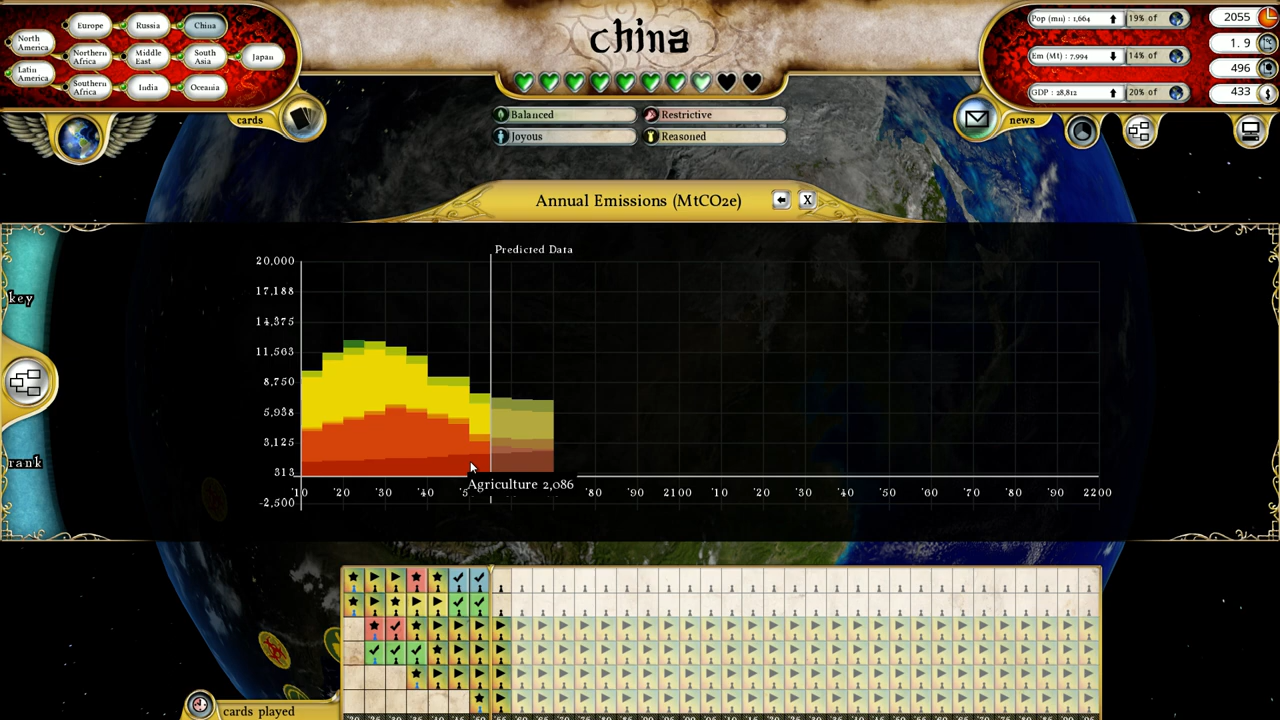 china
North America
Latin America
Europe
Russia
China
Northern Africa
Middle East
South Asia
Japan
Southern Africa
India
Oceania
cards
Balanced
Restrictive
Joyous
Reasoned
Pop (mn) : 1,664
19% of
Em (Mt) : 7,994
14% of
GDP : 28,812
20% of
2055
1. 9
496
433
news
Annual Emissions (MtCO2e)
X
key
rank
Predicted Data
20,000
17,188
14,375
11,563
8,750
5,938
3,125
313
-2,500
'10 '20 '30 '40 '80 '90 2100 '10 '20 '30 '40 '50 '60 '70 '80 '90 2200
Agriculture 2,086
cards played